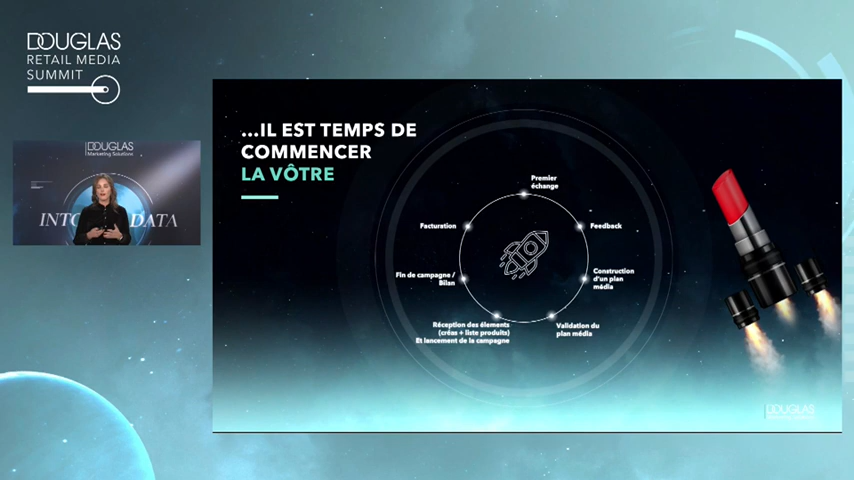 DOUGLAS
RETAIL MEDIA
SUMMIT
DOUGLAS
Marketing Solutions
INTO DATA
...IL EST TEMPS DE
COMMENCER
LA VÔTRE
Premier
échange
Feedback
Construction
d'un plan
média
Validation du
plan média
Réception des élements
(créas + liste produits)
Et lancement de la campagne
Fin de campagne /
Bilan
Facturation
DOUGLAS